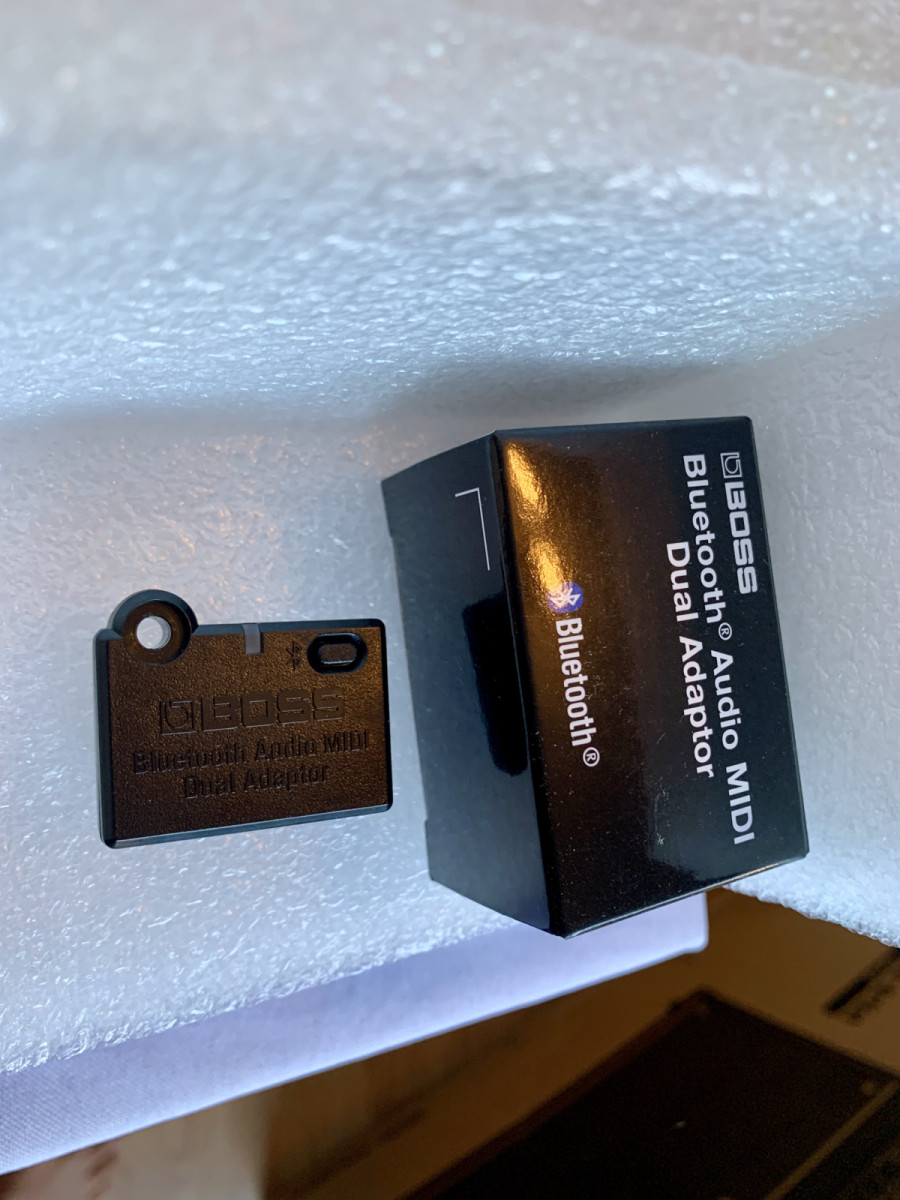 BOSS
Bluetooth Audio MIDI
Dual Adaptor
BOSS
Bluetooth® Audio MIDI
Dual Adaptor
Bluetooth®